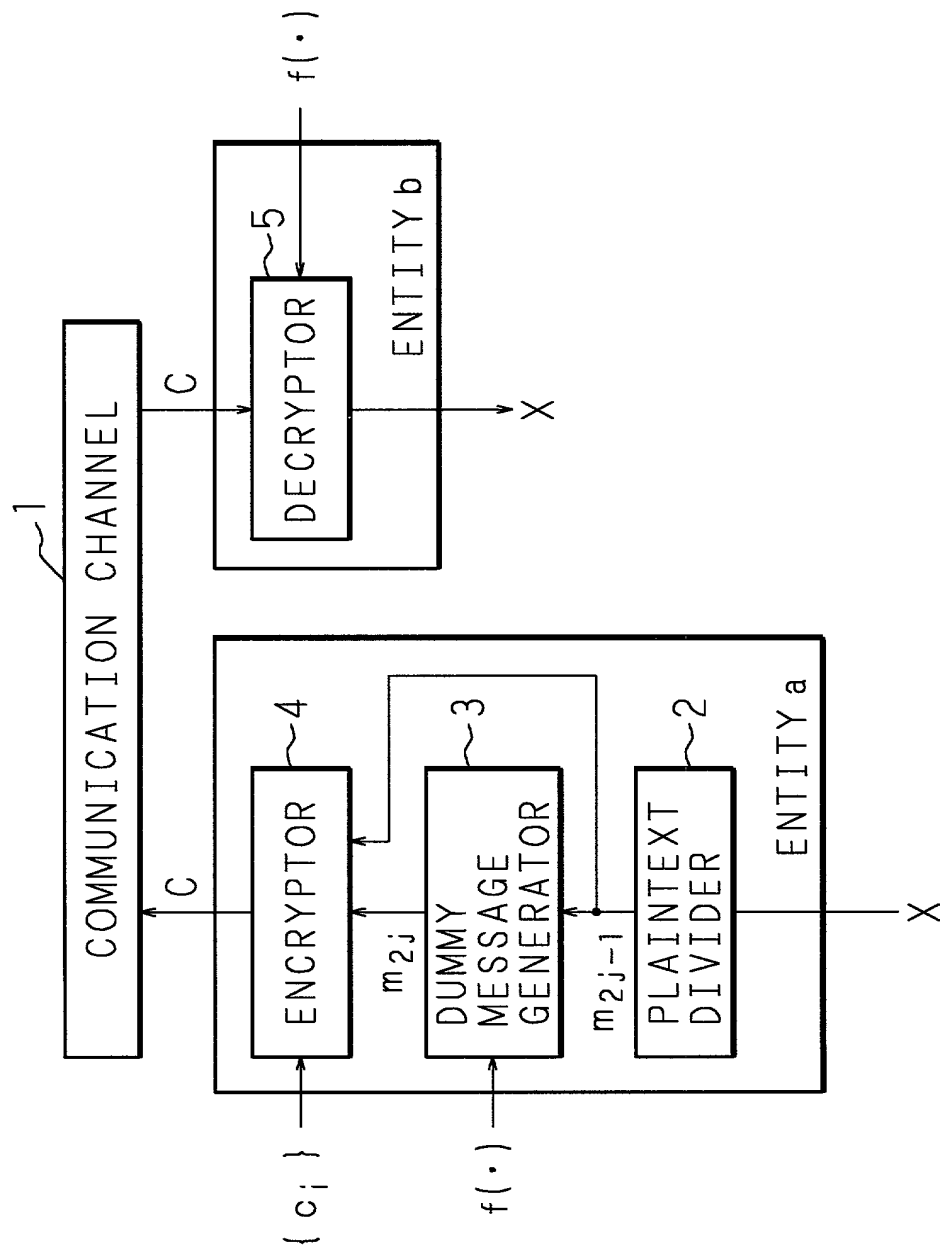 1
COMMUNICATION CHANNEL
C
C
{ci}
ENCRYPTOR
4
m2j
f(·)
DUMMY
MESSAGE
GENERATOR
3
m2j-1
PLAINTEXT
DIVIDER
2
ENTITY a
X
DECRYPTOR
5
f(·)
ENTITY b
X